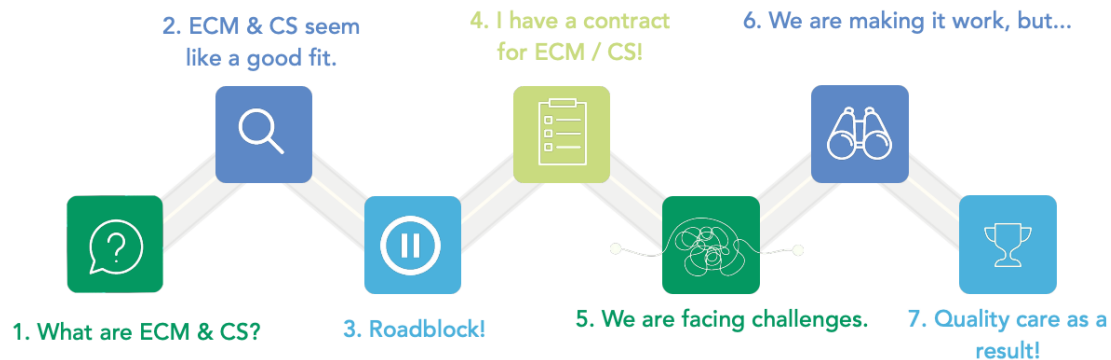 1. What are ECM & CS?
2. ECM & CS seem
like a good fit.
3. Roadblock!
4. I have a contract
for ECM / CS!
5. We are facing challenges.
6. We are making it work, but...
7. Quality care as a
result!